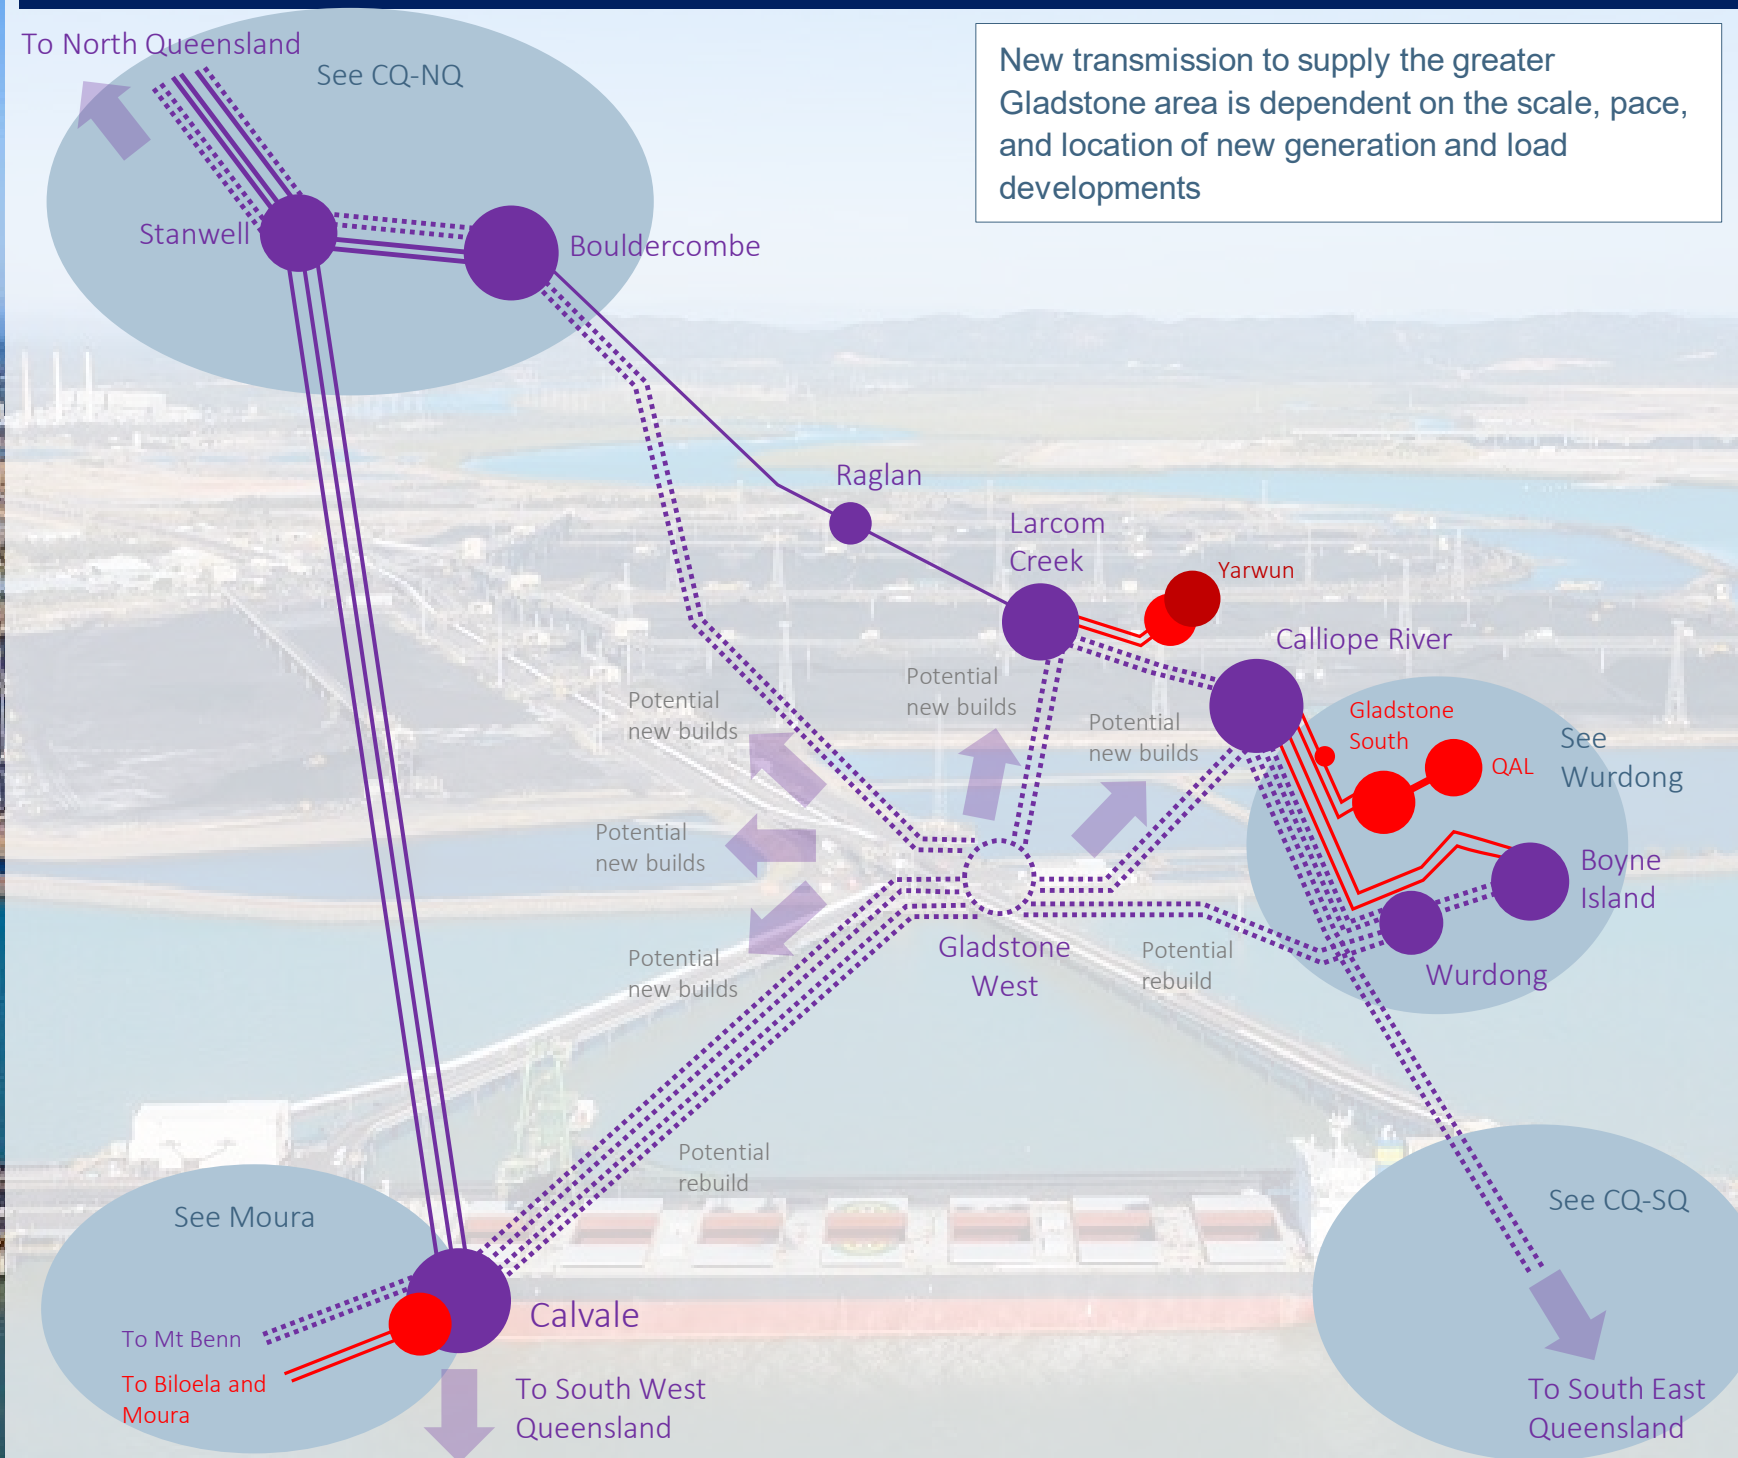 To North Queensland
See CQ-NQ
New transmission to supply the greater
Gladstone area is dependent on the scale, pace,
and location of new generation and load
developments
Stanwell
Bouldercombe
Raglan
Larcom
Creek
Yarwun
Calliope River
Potential
new builds
Potential
new builds
Potential
new builds
Gladstone
South
See
Wurdong
QAL
Potential
new builds
Boyne
Island
Gladstone
West
Potential
rebuild
Wurdong
Potential
new builds
Potential
rebuild
See Moura
See CQ-SQ
Calvale
To Mt Benn
To Biloela and
Moura
To South West
Queensland
To South East
Queensland